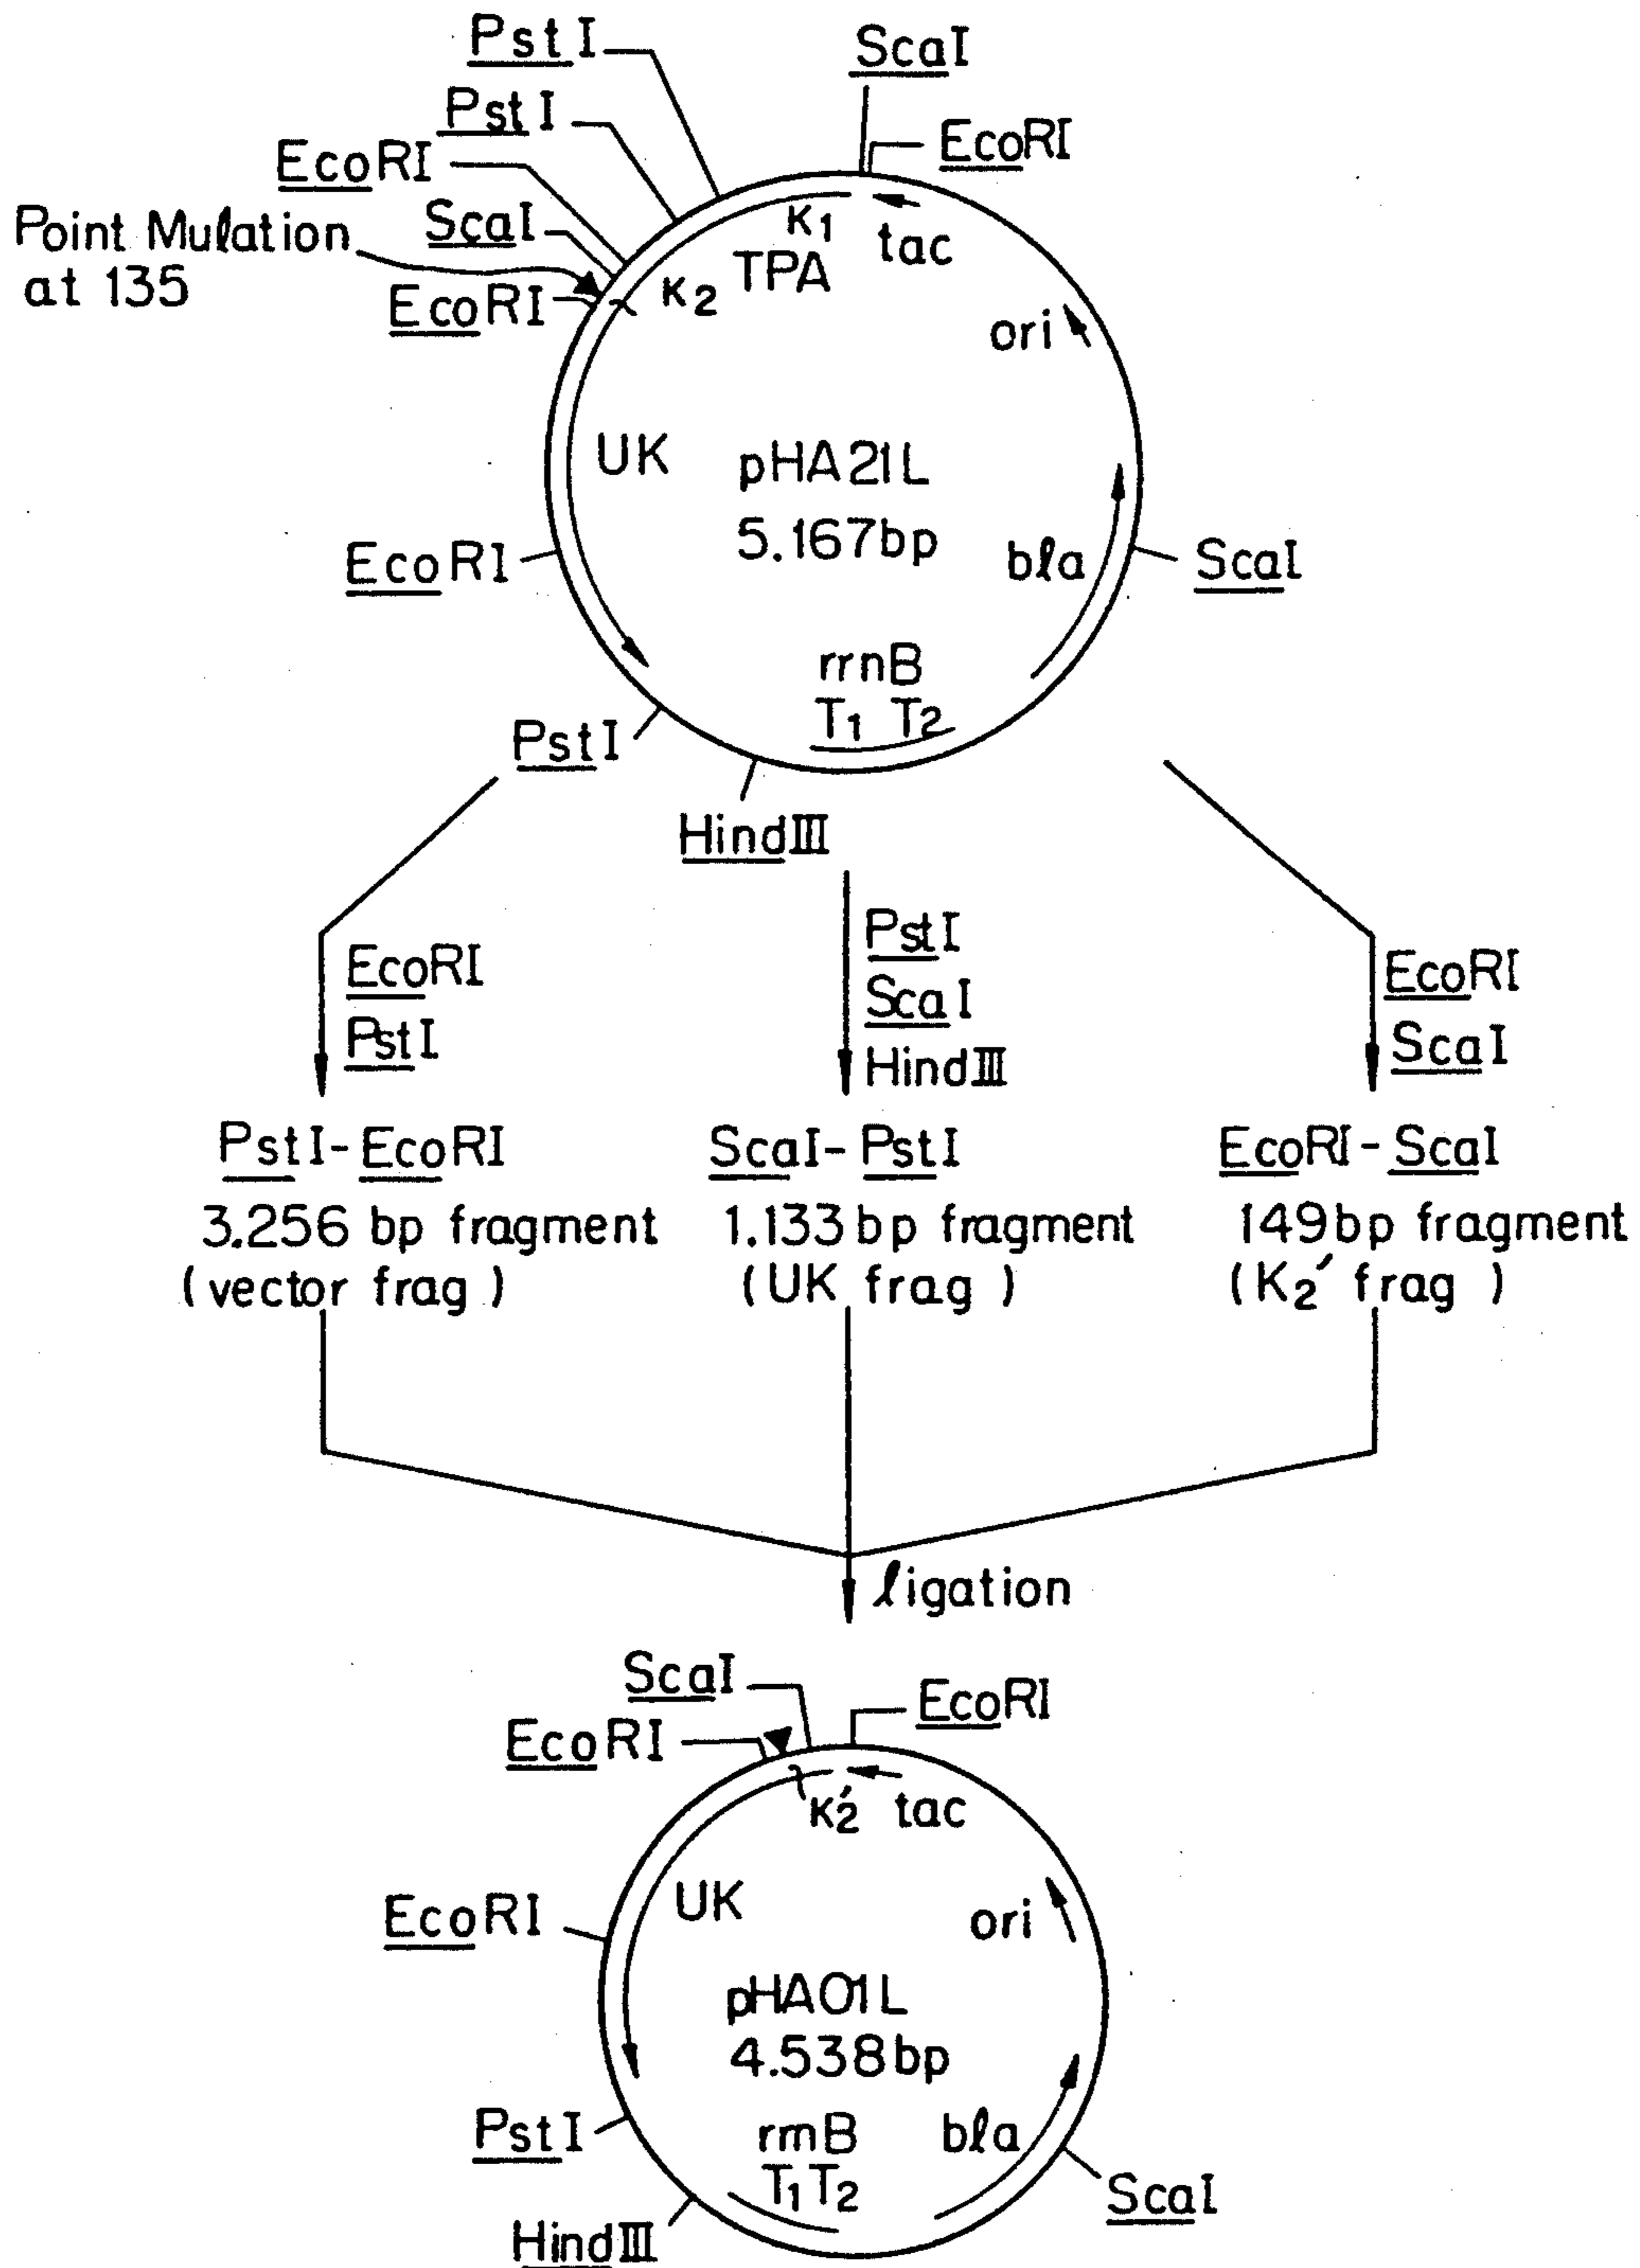 PstI
ScaI
PstI
EcoRI
EcoRI
ScaI
Point Mulation
at 135
EcoRI
K1
TPA
tac
K2
ori
UK
pHA21L
5.167bp
EcoRI
bla
ScaI
rrnB
T1 T2
PstI
HindIII
EcoRI
PstI
PstI
ScaI
HindIII
EcoRI
ScaI
PstI-EcoRI
3.256 bp fragment
(vector frag )
ScaI-PstI
1.133bp fragment
(UK frag )
EcoRI-ScaI
149bp fragment
(K2' frag )
ligation
ScaI
EcoRI
EcoRI
K2'
tac
UK
EcoRI
ori
pHA01L
4.538bp
PstI
rmB
T1T2
bla
ScaI
HindIII